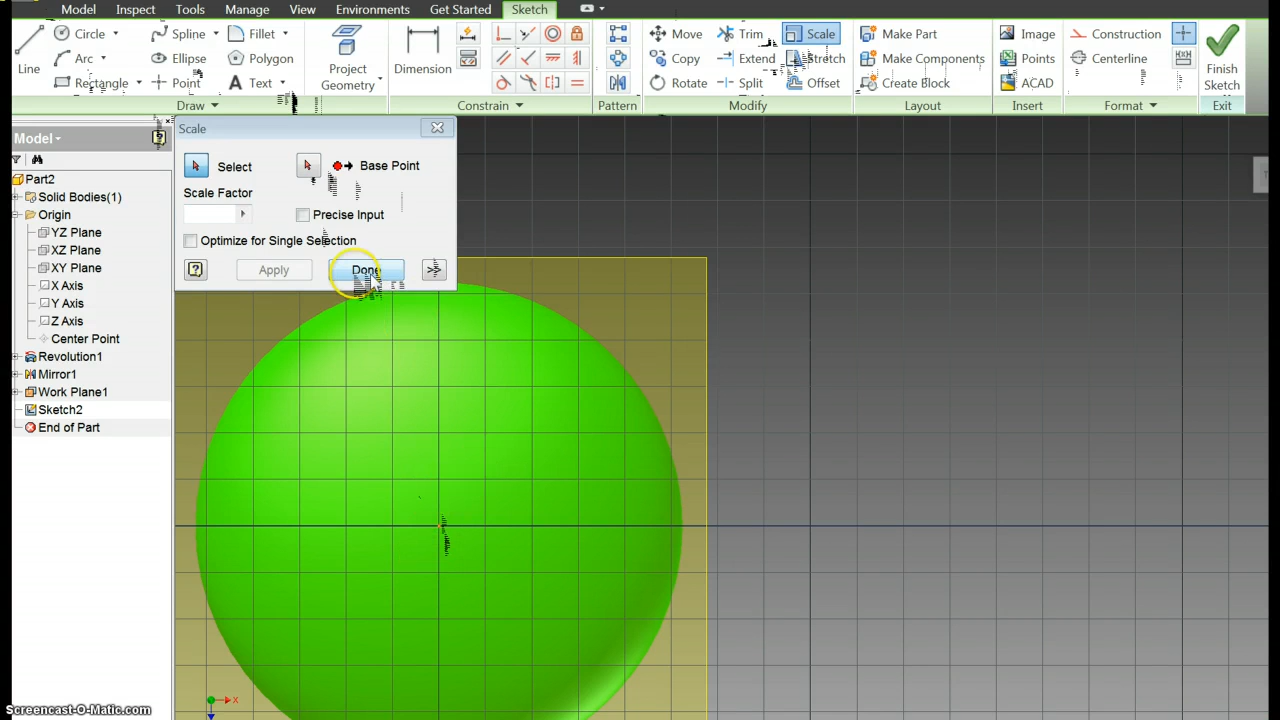 Model Inspect Tools Manage View Environments Get Started Sketch
Circle Spline Fillet Move Trim Scale Make Part Image Construction
Arc Ellipse Polygon Copy Extend Stretch Make Components Points Centerline
Line Rectangle Point Text Project Geometry Dimension Rotate Split Offset Create Block ACAD Finish Sketch
Draw Constrain Pattern Modify Layout Insert Format Exit
Model
Scale
Select Base Point
Scale Factor
Precise Input
Optimize for Single Selection
Apply Done >>
Part2
Solid Bodies(1)
Origin
YZ Plane
XZ Plane
XY Plane
X Axis
Y Axis
Z Axis
Center Point
Revolution1
Mirror1
Work Plane1
Sketch2
End of Part
X
Screencast-O-Matic.com